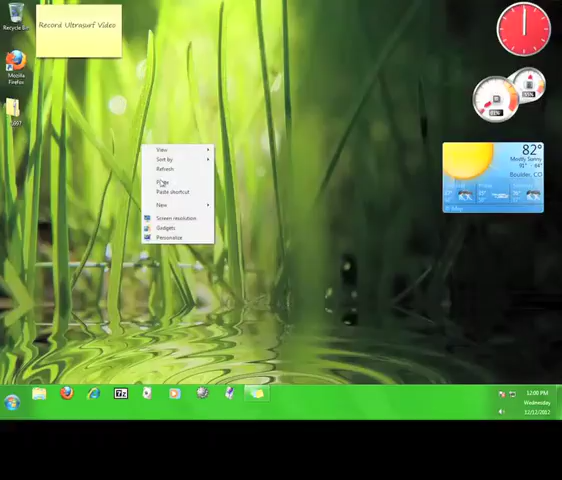 Recycle Bin
Record Ultrasurf Video
Mozilla
Firefox
View
Sort by
Refresh
Paste shortcut
New
Screen resolution
Gadgets
Personalize
82°
Mostly Sunny
Boulder, CO
7z
12:00 PM
Wednesday
12/12/2012